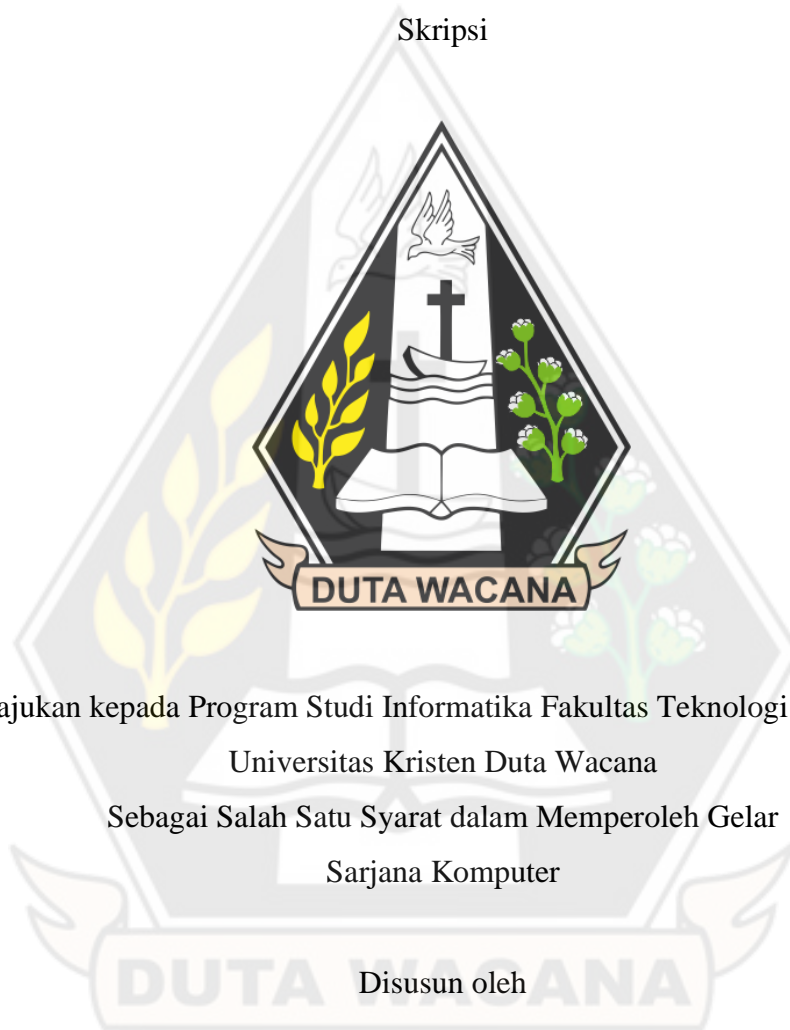 Skripsi
DUTA WACANA
ajukan kepada Program Studi Informatika Fakultas Teknologi
Universitas Kristen Duta Wacana
Sebagai Salah Satu Syarat dalam Memperoleh Gelar
Sarjana Komputer
Disusun oleh
DUTA WACANA